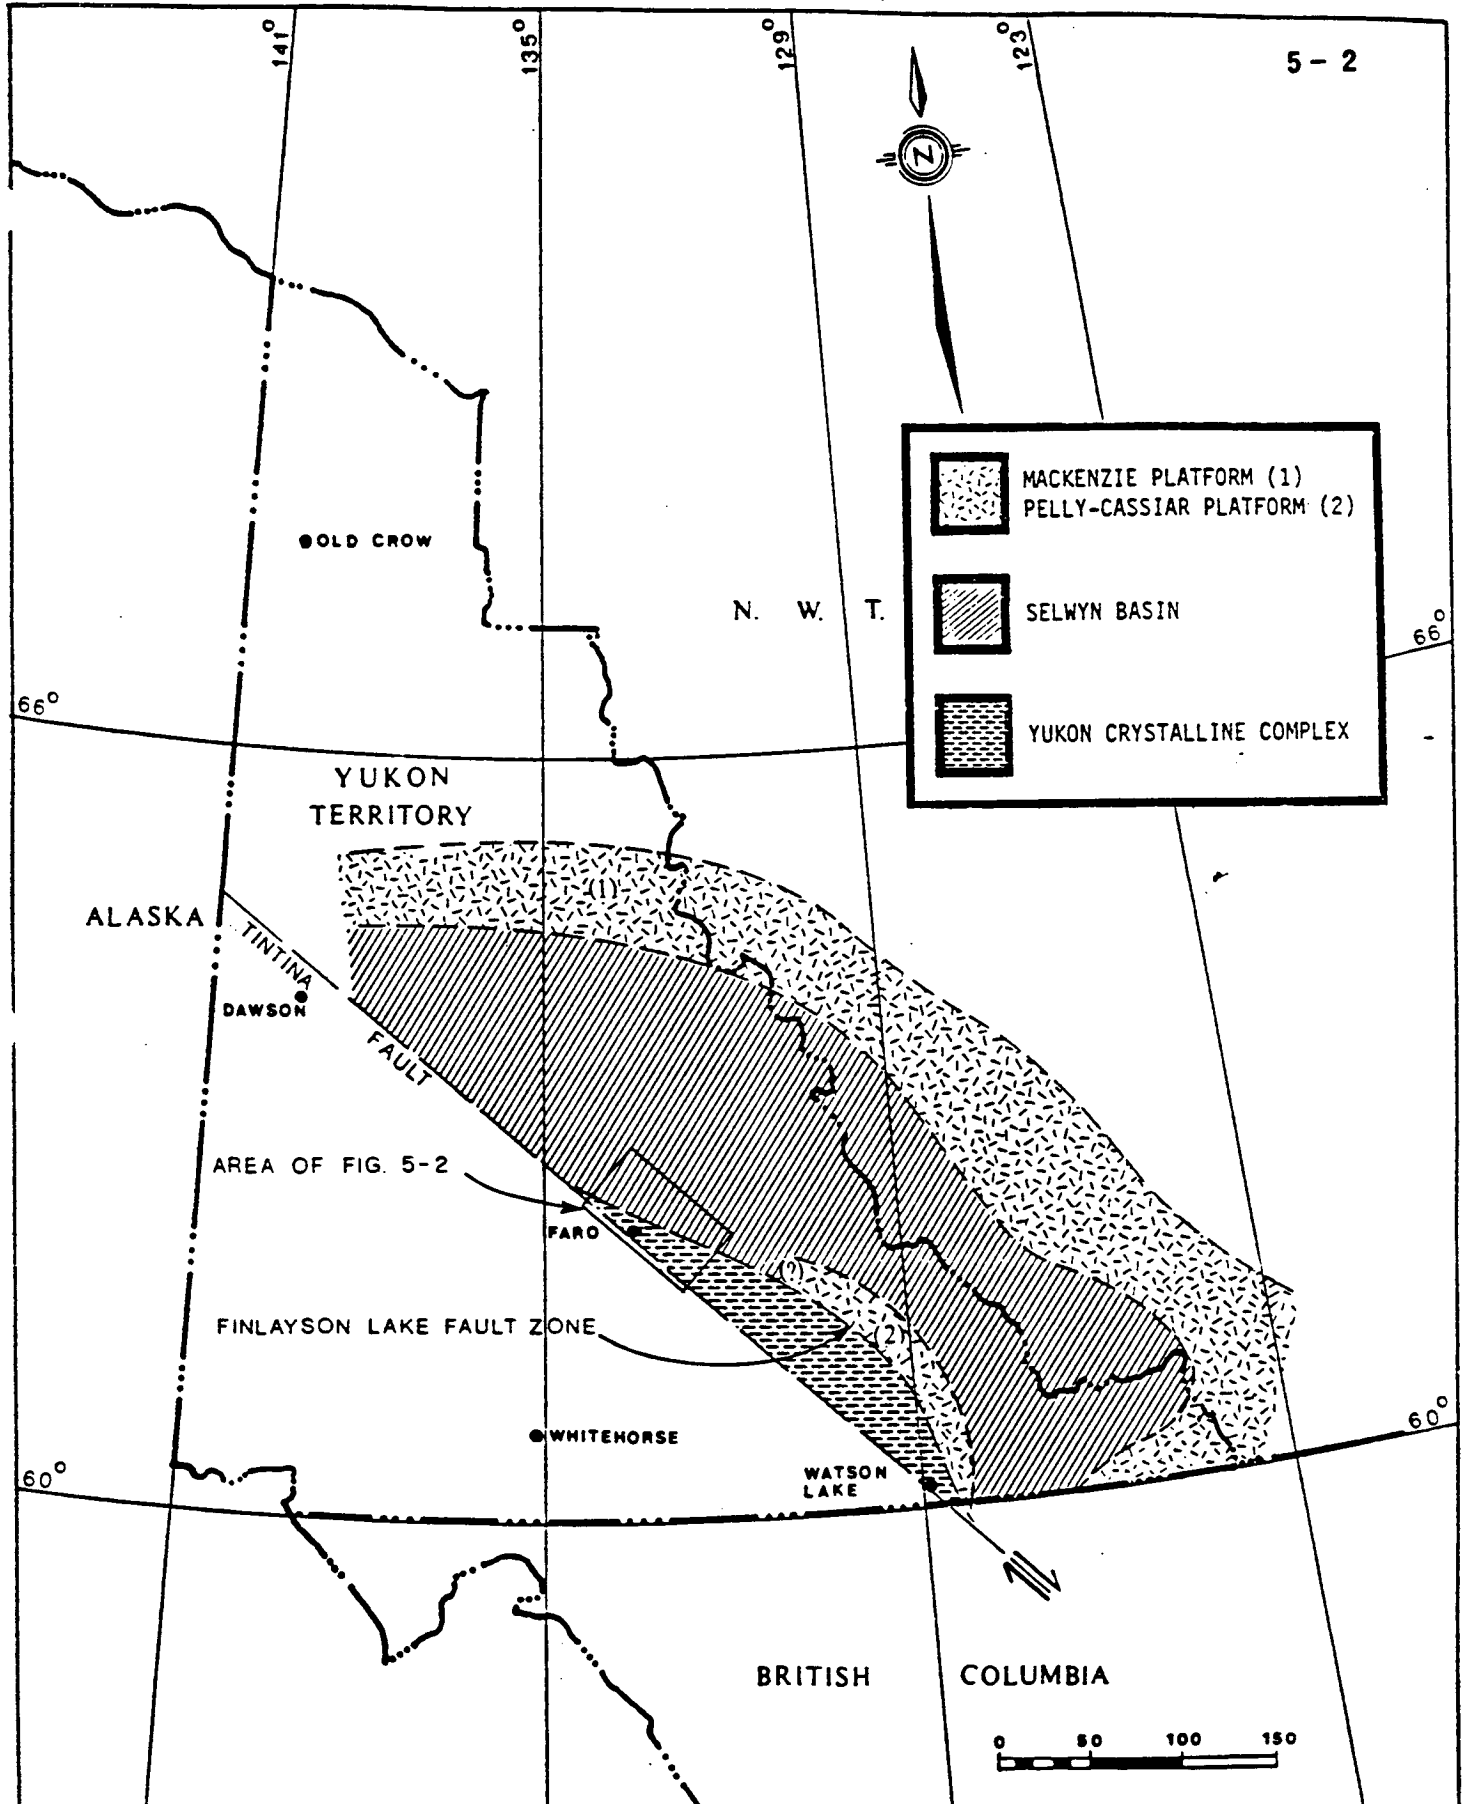 141°
135°
129°
123°
5 - 2
N
MACKENZIE PLATFORM (1)
PELLY-CASSIAR PLATFORM (2)
OLD CROW
N. W. T.
SELWYN BASIN
66°
66°
YUKON CRYSTALLINE COMPLEX
YUKON
TERRITORY
(1)
ALASKA
TINTINA
DAWSON
FAULT
AREA OF FIG. 5-2
FARO
(2)
FINLAYSON LAKE FAULT ZONE
(2)
60°
WHITEHORSE
60°
WATSON
LAKE
BRITISH COLUMBIA
0 50 100 150